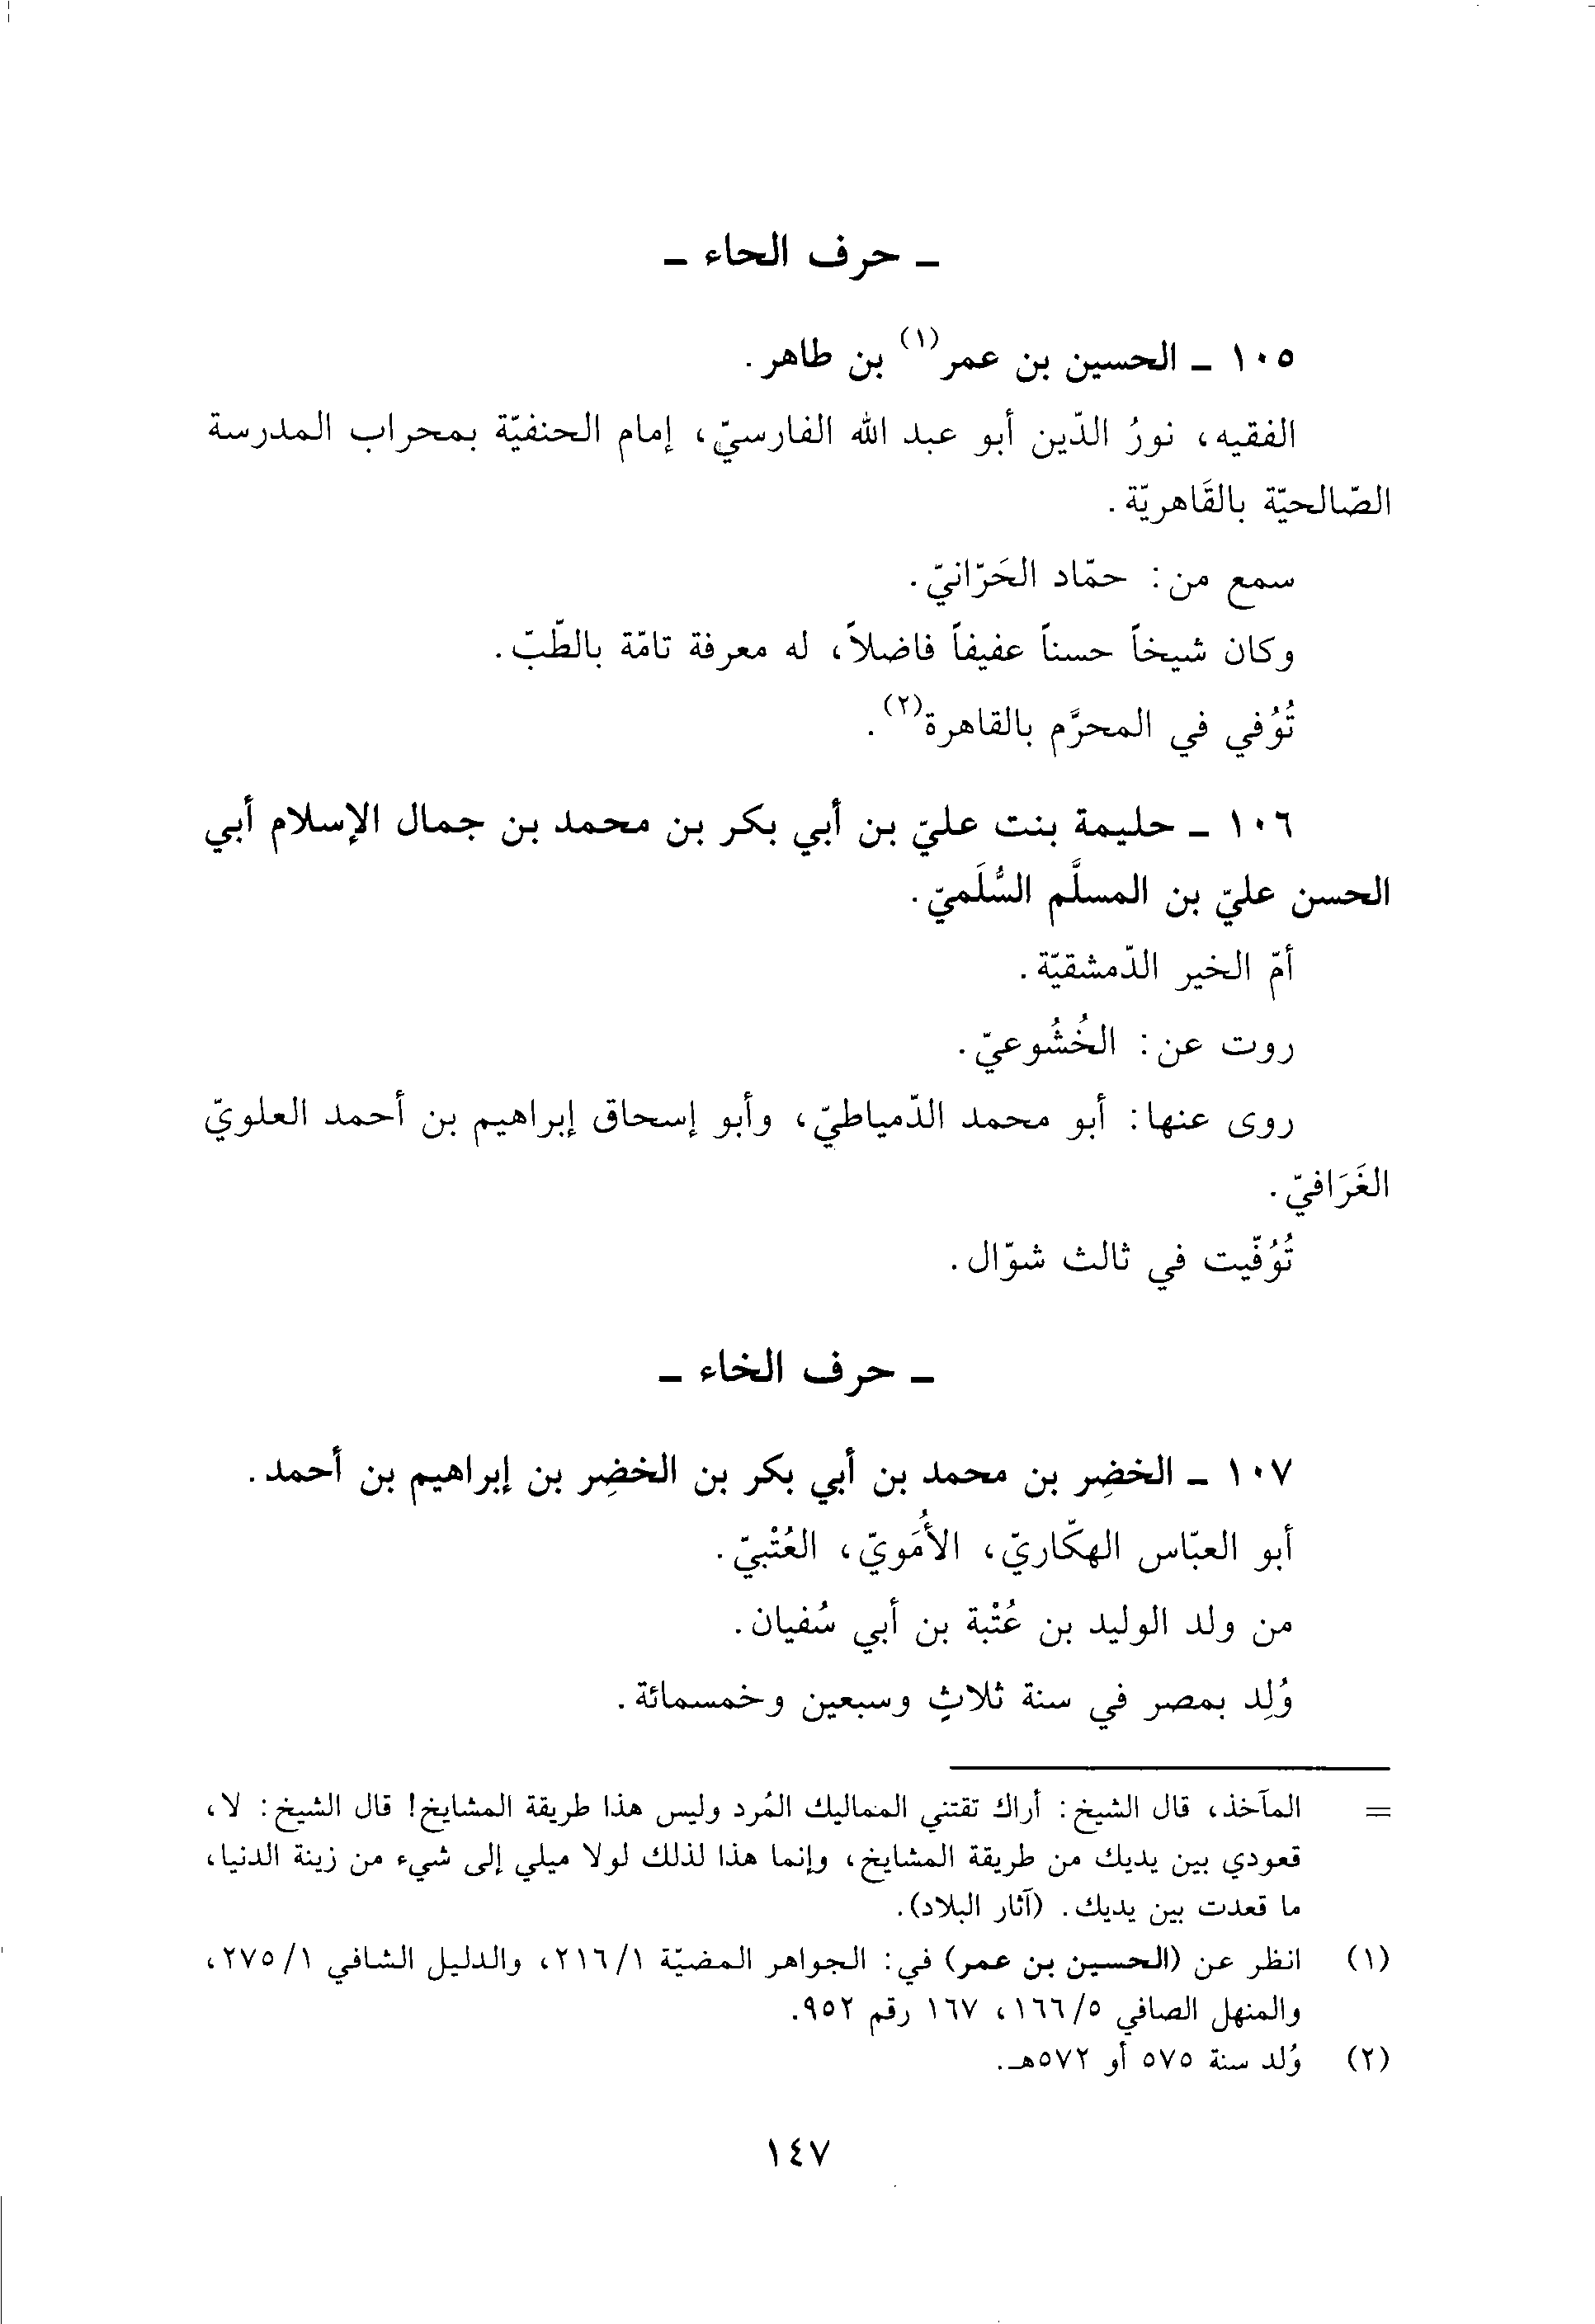 ـ حرف الحاء ـ
١٠٥ ـ الحسين بن عمر(١) بن طاهر.
الفقيه، نورُ الدّين أبو عبد الله الفارسيّ، إمام الحنفيّة بمحراب المدرسة
الصّالحيّة بالقَاهريّة.
سمع من: حمّاد الحَرّانيّ.
وكان شيخاً حسناً عفيفاً فاضلاً، له معرفة تامّة بالطّبّ.
تُوُفي في المحرَّم بالقاهرة(٢).
١٠٦ ـ حليمة بنت عليّ بن أبي بكر بن محمد بن جمال الإسلام أبي
الحسن عليّ بن المسلَّم السُّلَميّ.
أمّ الخير الدّمشقيّة.
روت عن: الخُشُوعيّ.
روى عنها: أبو محمد الدّمياطيّ، وأبو إسحاق إبراهيم بن أحمد العلويّ
الغَرَافيّ.
تُوُفّيت في ثالث شوّال.
ـ حرف الخاء ـ
١٠٧ ـ الخضِر بن محمد بن أبي بكر بن الخضِر بن إبراهيم بن أحمد.
أبو العبّاس الهكّاريّ، الأُمَويّ، العُتْبيّ.
من ولد الوليد بن عُتْبة بن أبي سُفيان.
وُلِد بمصر في سنة ثلاثٍ وسبعين وخمسمائة.
= المآخذ، قال الشيخ: أراك تقتني المماليك المُرد وليس هذا طريقة المشايخ! قال الشيخ: لا،
قعودي بين يديك من طريقة المشايخ، وإنما هذا لذلك لولا ميلي إلى شيء من زينة الدنيا،
ما قعدت بين يديك. (آثار البلاد).
(١) انظر عن (الحسين بن عمر) في: الجواهر المضيّة ٢١٦/١، والدليل الشافي ٢٧٥/١،
والمنهل الصافي ١٦٦/٥، ١٦٧ رقم ٩٥٢.
(٢) وُلد سنة ٥٧٥ أو ٥٧٢هـ.
١٤٧